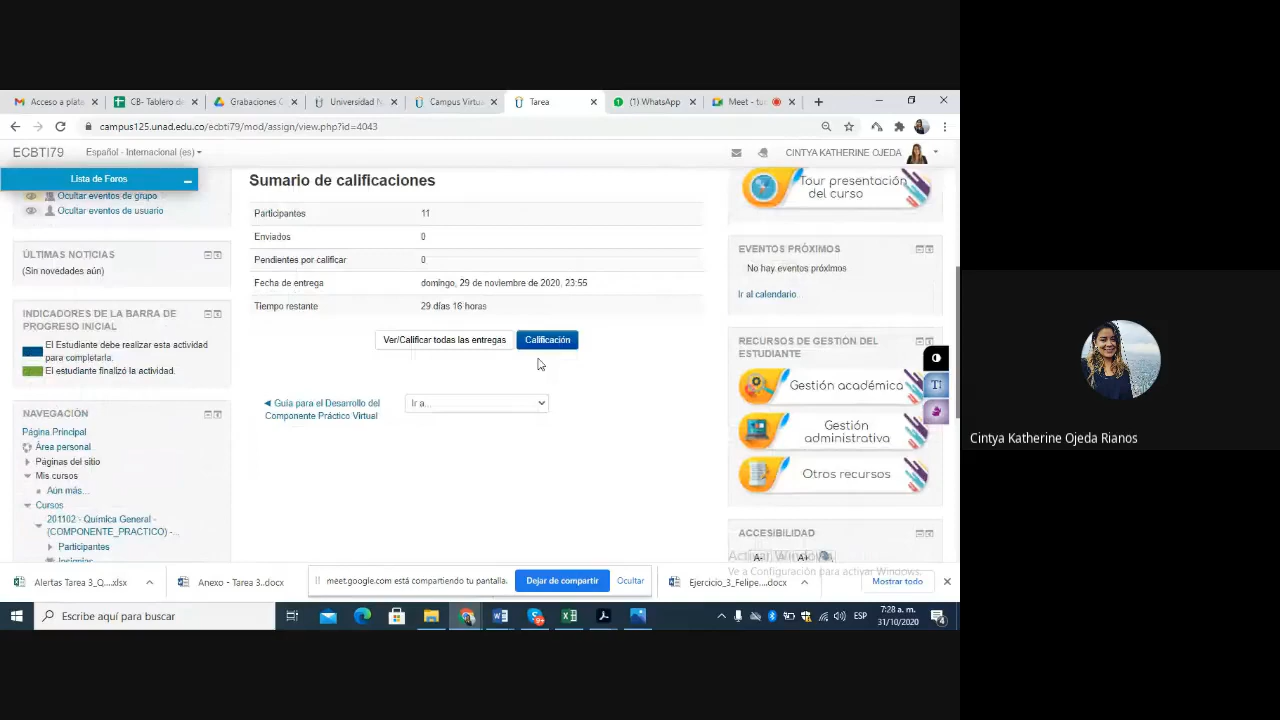 Acceso a plate
CB- Tablero de
Grabaciones G
Universidad N
Campus Virtu
Tarea
(1) WhatsApp
Meet - tu
campus125.unad.edu.co/ecbti79/mod/assign/view.php?id=4043
ECBTI79
Español - Internacional (es)
CINTYA KATHERINE OJEDA
Lista de Foros
Ocultar eventos de grupo
Ocultar eventos de usuario
ÚLTIMAS NOTICIAS
(Sin novedades aún)
INDICADORES DE LA BARRA DE
PROGRESO INICIAL
El Estudiante debe realizar esta actividad
para completarla.
El estudiante finalizó la actividad.
NAVEGACIÓN
Página Principal
Área personal
Páginas del sitio
Mis cursos
Aún más...
Cursos
201102 - Química General -
(COMPONENTE_PRACTICO) -...
Participantes
Insignias
Sumario de calificaciones
Participantes 11
Enviados 0
Pendientes por calificar 0
Fecha de entrega domingo, 29 de noviembre de 2020, 23:55
Tiempo restante 29 días 16 horas
Ver/Calificar todas las entregas
Calificación
◄ Guía para el Desarrollo del
Componente Práctico Virtual
Ir a...
Tour presentación
del curso
EVENTOS PRÓXIMOS
No hay eventos próximos
Ir al calendario.
RECURSOS DE GESTIÓN DEL
ESTUDIANTE
Gestión académica
Gestión
administrativa
Otros recursos
ACCESIBILIDAD
A-
A+
Activar Windows
Ve a Configuración para activar Windows.
Alertas Tarea 3_Q....xlsx
Anexo - Tarea 3..docx
meet.google.com está compartiendo tu pantalla.
Dejar de compartir
Ocultar
Ejercicio_3_Felipe....docx
Mostrar todo
Escribe aquí para buscar
ESP
7:28 a. m.
31/10/2020
4
Cintya Katherine Ojeda Rianos